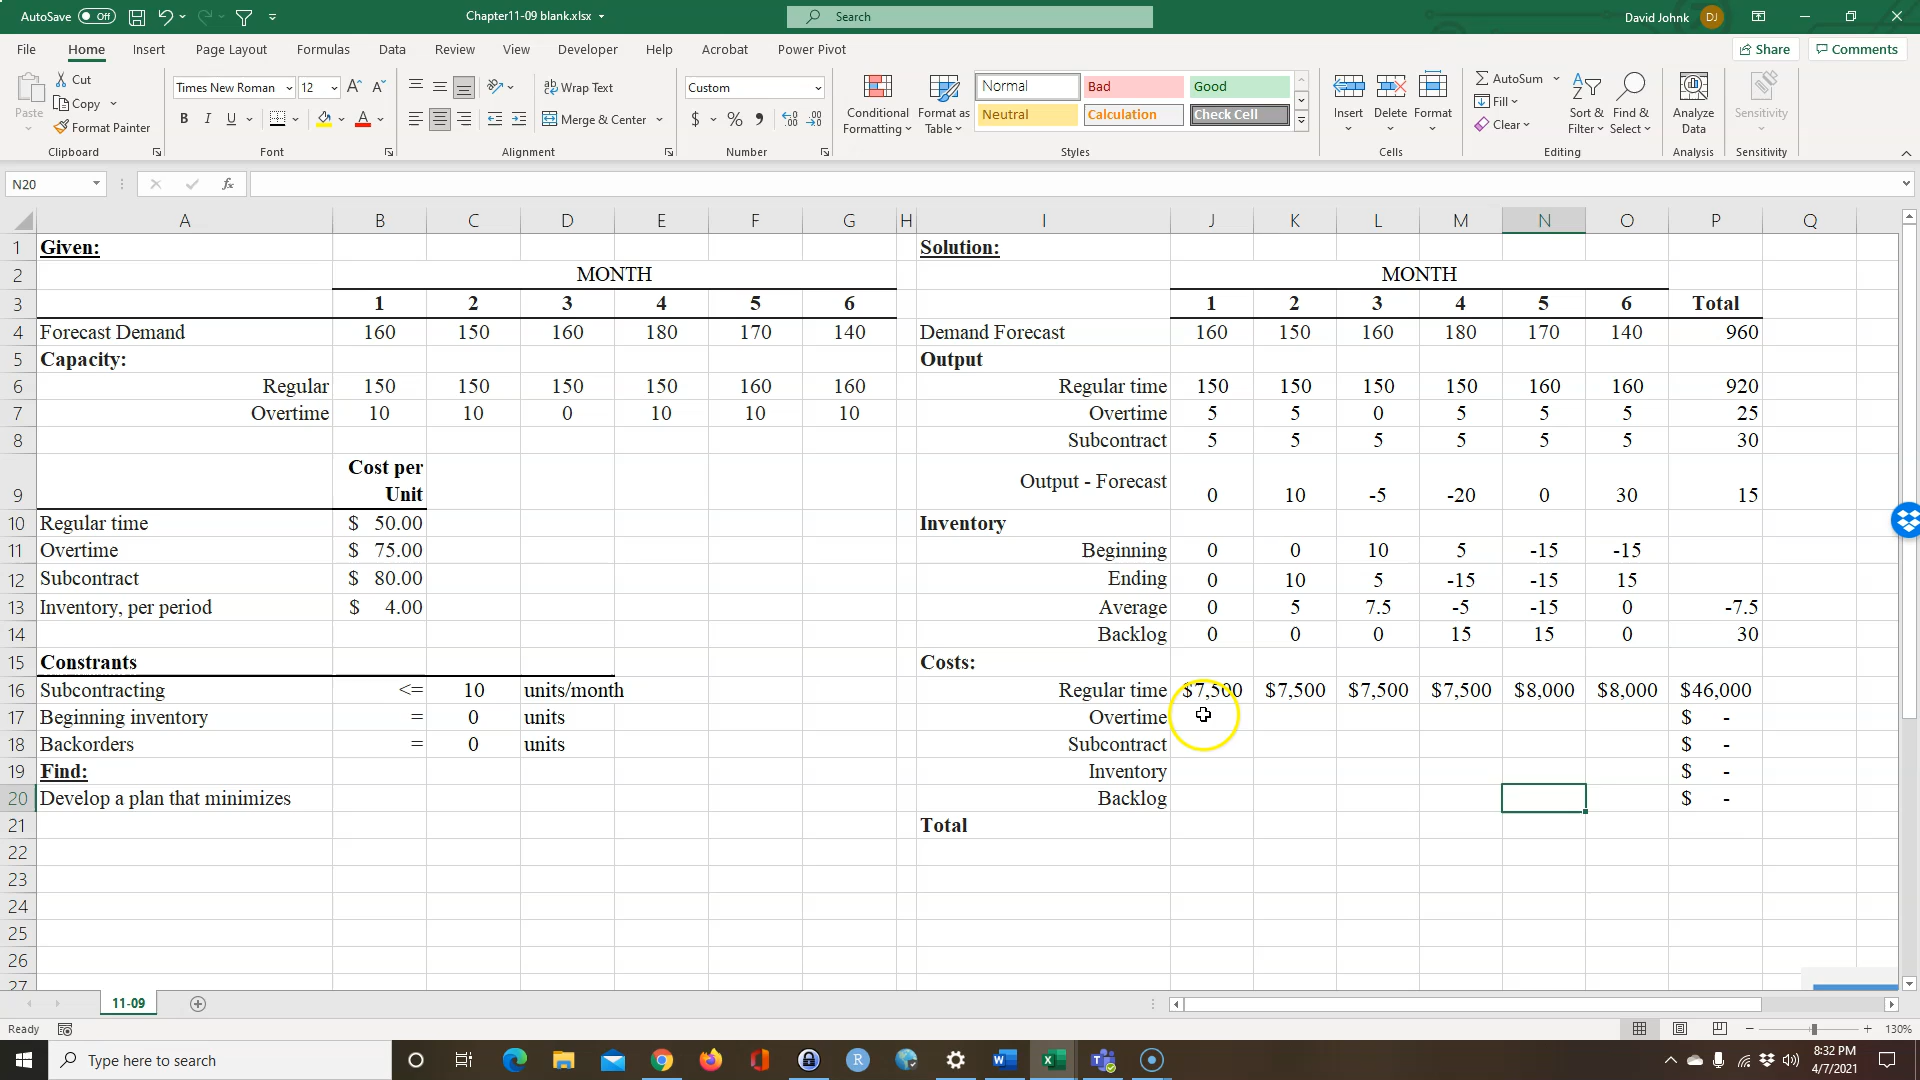 AutoSave Off Chapter11-09 blank.xlsx Search David Johnk DJ
File Home Insert Page Layout Formulas Data Review View Developer Help Acrobat Power Pivot Share Comments
Paste Cut Copy Format Painter Clipboard
Times New Roman 12 B I U A A A Font
Wrap Text Merge & Center Alignment
Custom $ % 9 Number
Conditional Formatting Format as Table Normal Bad Good Neutral Calculation Check Cell Styles
Insert Delete Format Cells
AutoSum Fill Clear Sort & Filter Find & Select Editing
Analyze Data Analysis Sensitivity Sensitivity
N20 fx
A B C D E F G H I J K L M N O P Q
1 Given: Solution:
2 MONTH MONTH
3 1 2 3 4 5 6 1 2 3 4 5 6 Total
4 Forecast Demand 160 150 160 180 170 140 Demand Forecast 160 150 160 180 170 140 960
5 Capacity: Output
6 Regular 150 150 150 150 160 160 Regular time 150 150 150 150 160 160 920
7 Overtime 10 10 0 10 10 10 Overtime 5 5 0 5 5 5 25
8 Subcontract 5 5 5 5 5 5 30
9 Cost per Unit Output - Forecast 0 10 -5 -20 0 30 15
10 Regular time $ 50.00 Inventory
11 Overtime $ 75.00 Beginning 0 0 10 5 -15 -15
12 Subcontract $ 80.00 Ending 0 10 5 -15 -15 15
13 Inventory, per period $ 4.00 Average 0 5 7.5 -5 -15 0 -7.5
14 Backlog 0 0 0 15 15 0 30
15 Constrants Costs:
16 Subcontracting <= 10 units/month Regular time $7,500 $7,500 $7,500 $7,500 $8,000 $8,000 $46,000
17 Beginning inventory = 0 units Overtime $ -
18 Backorders = 0 units Subcontract $ -
19 Find: Inventory $ -
20 Develop a plan that minimizes Backlog $ -
21 Total
22
23
24
25
26
27
11-09
Ready 130%
Type here to search 8:32 PM
4/7/2021